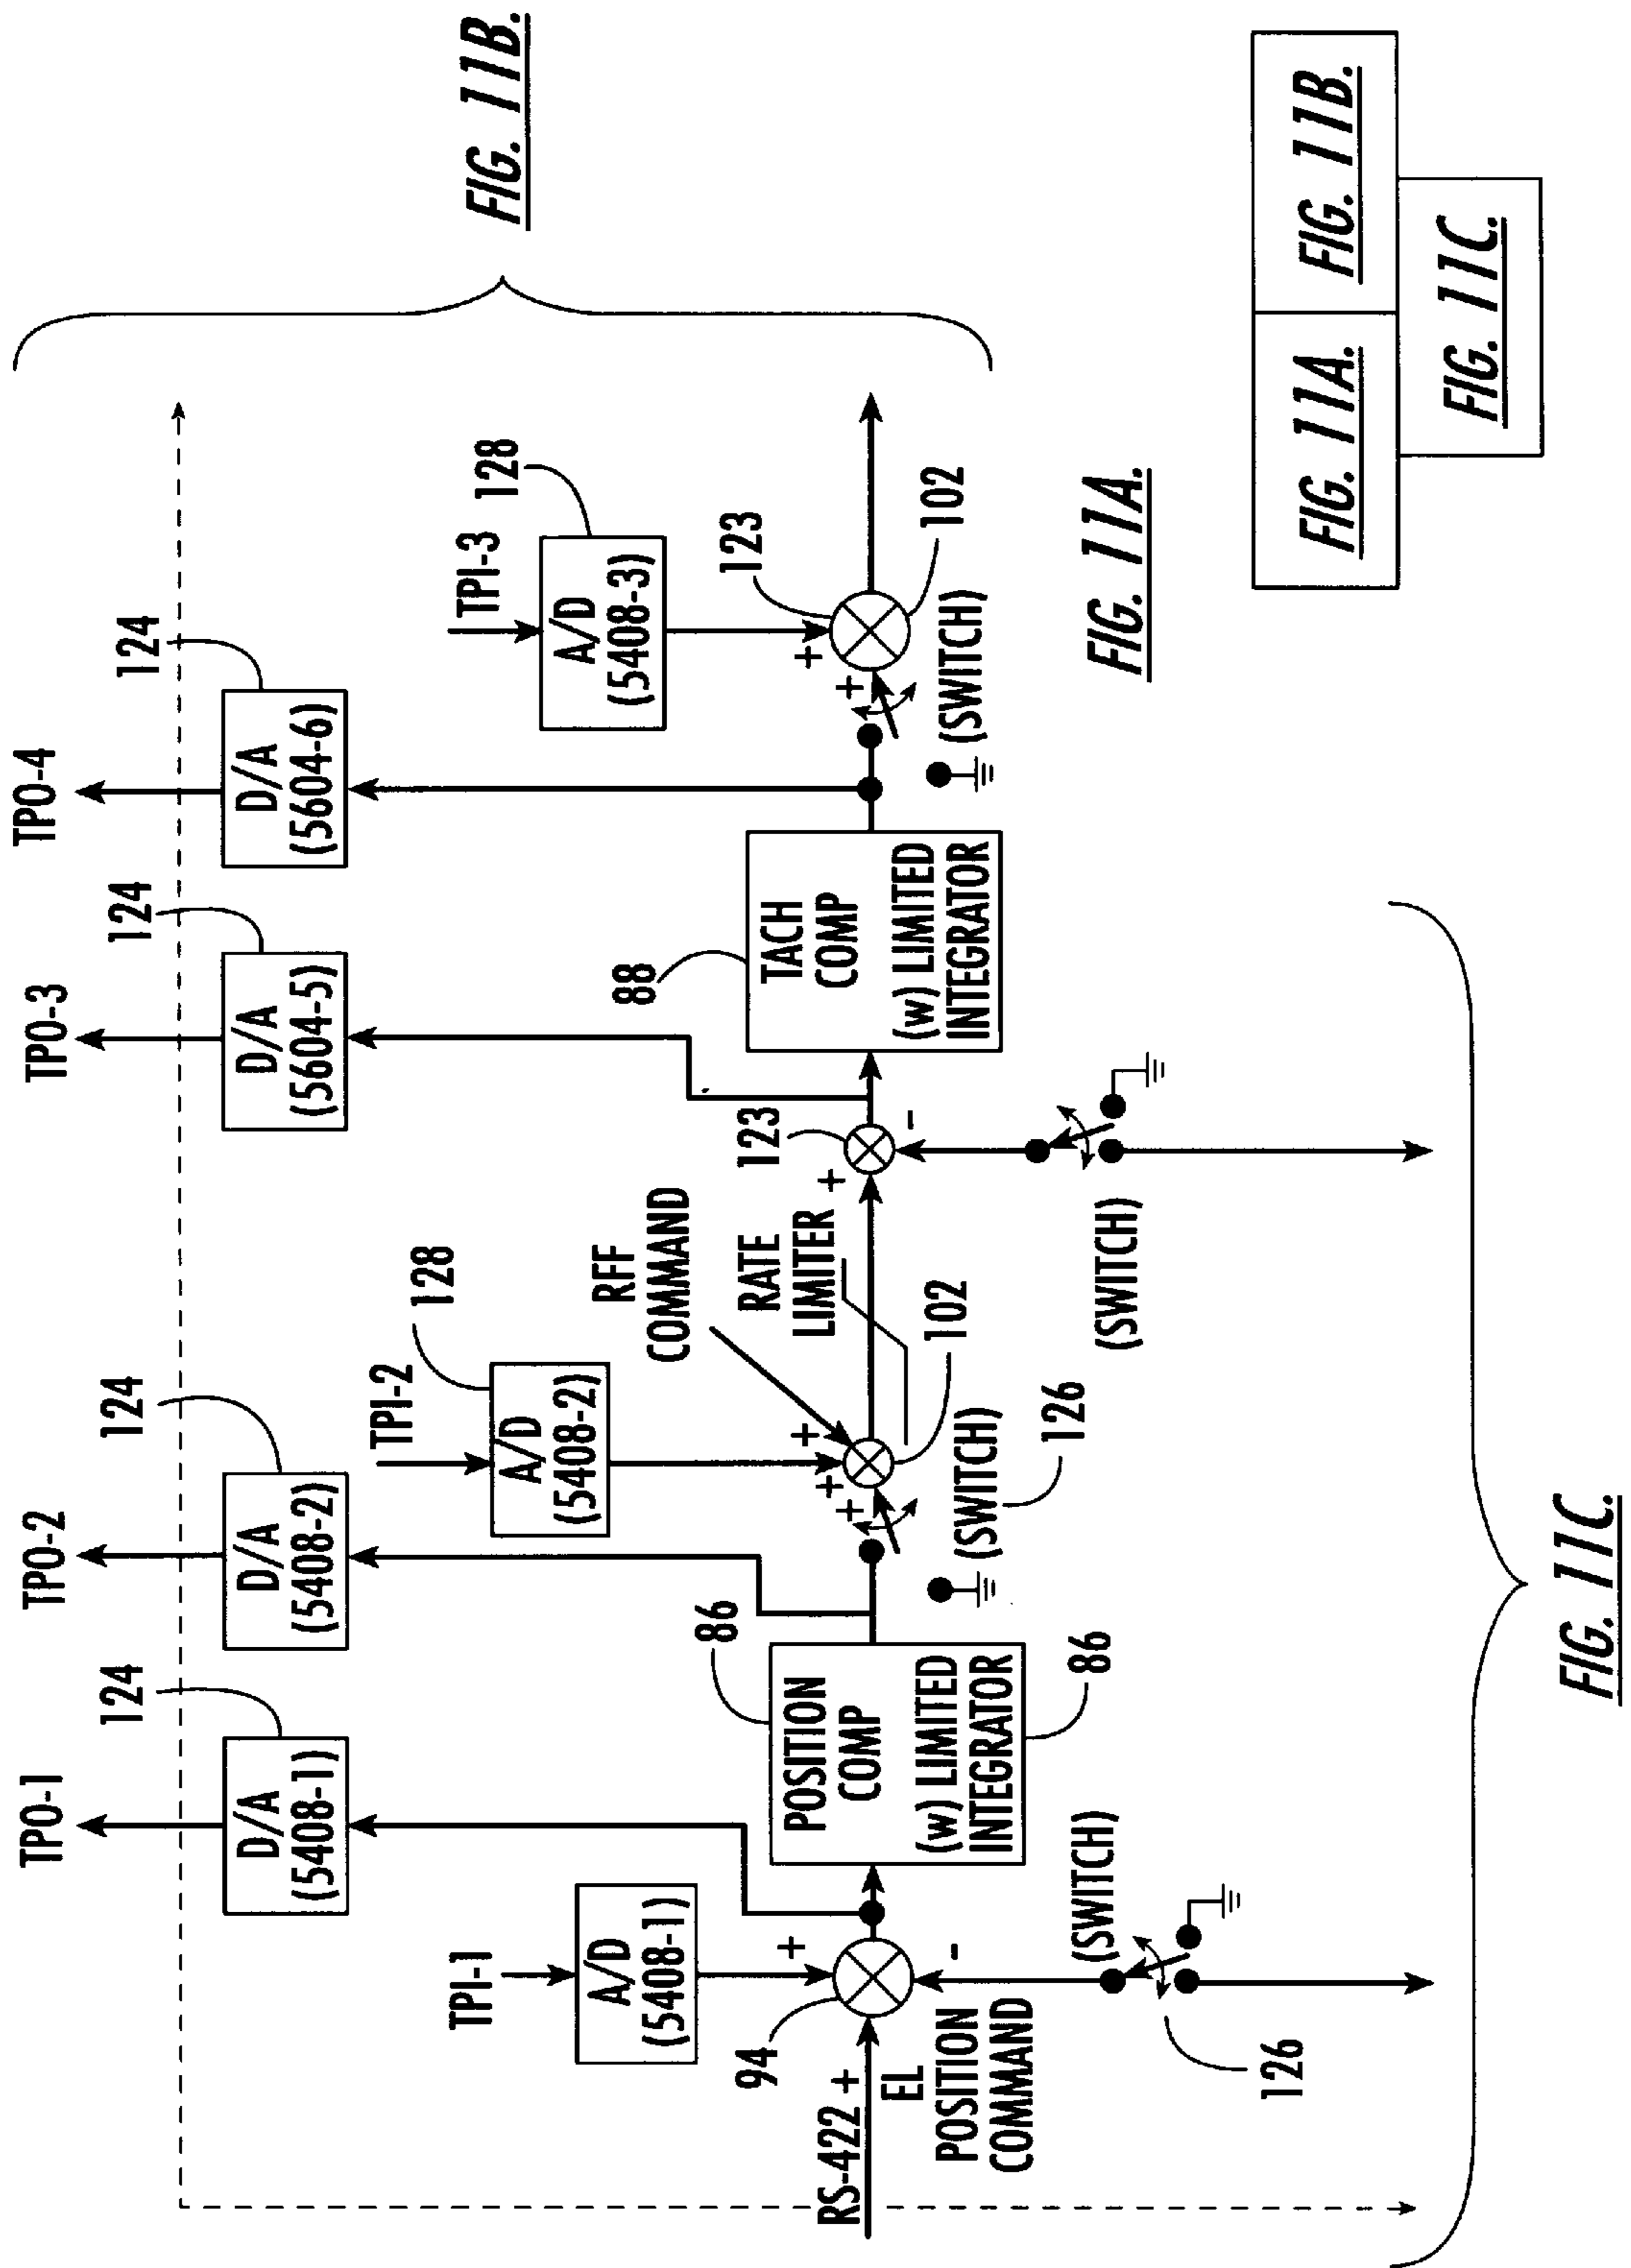 TPO-1
TPO-2
TPO-3
TPO-4
124
124
124
124
D/A
(5408-1)
D/A
(5408-2)
D/A
(5604-5)
D/A
(5604-6)
TPI-1
A/D
(5408-1)
TPI-2
128
A/D
(5408-2)
TPI-3
128
A/D
(5408-3)
RFF
COMMAND
94
+
RS-422 +
EL
POSITION
COMMAND
-
86
POSITION
COMP
(w) LIMITED
INTEGRATOR
86
+
+
+
102
RATE
LIMITER
123
+
-
88
TACH
COMP
(w) LIMITED
INTEGRATOR
123
+
+
102
(SWITCH)
(SWITCH)
126
(SWITCH)
126
(SWITCH)
FIG. 11B.
FIG. 11A.
FIG. 11C.
FIG. 11A.
FIG. 11B.
FIG. 11C.